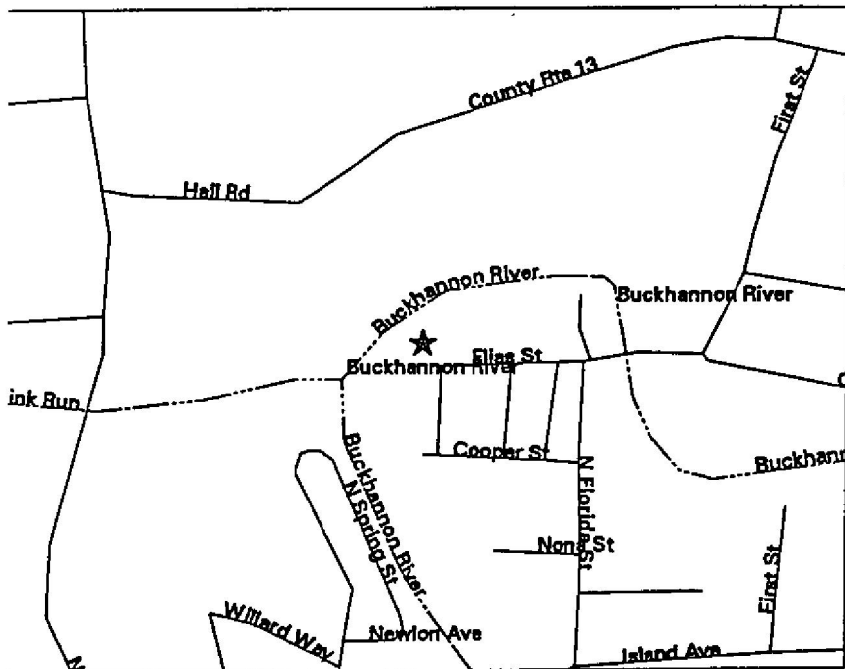 County Rte 13
First St
Hall Rd
Buckhannon River
Buckhannon River
Elias St
Buckhannon River
ink Run
Cooper St
Buckhann
Buckhannon River
N Spring St
N Florida St
Nona St
First St
Willard Way
Newlon Ave
Island Ave